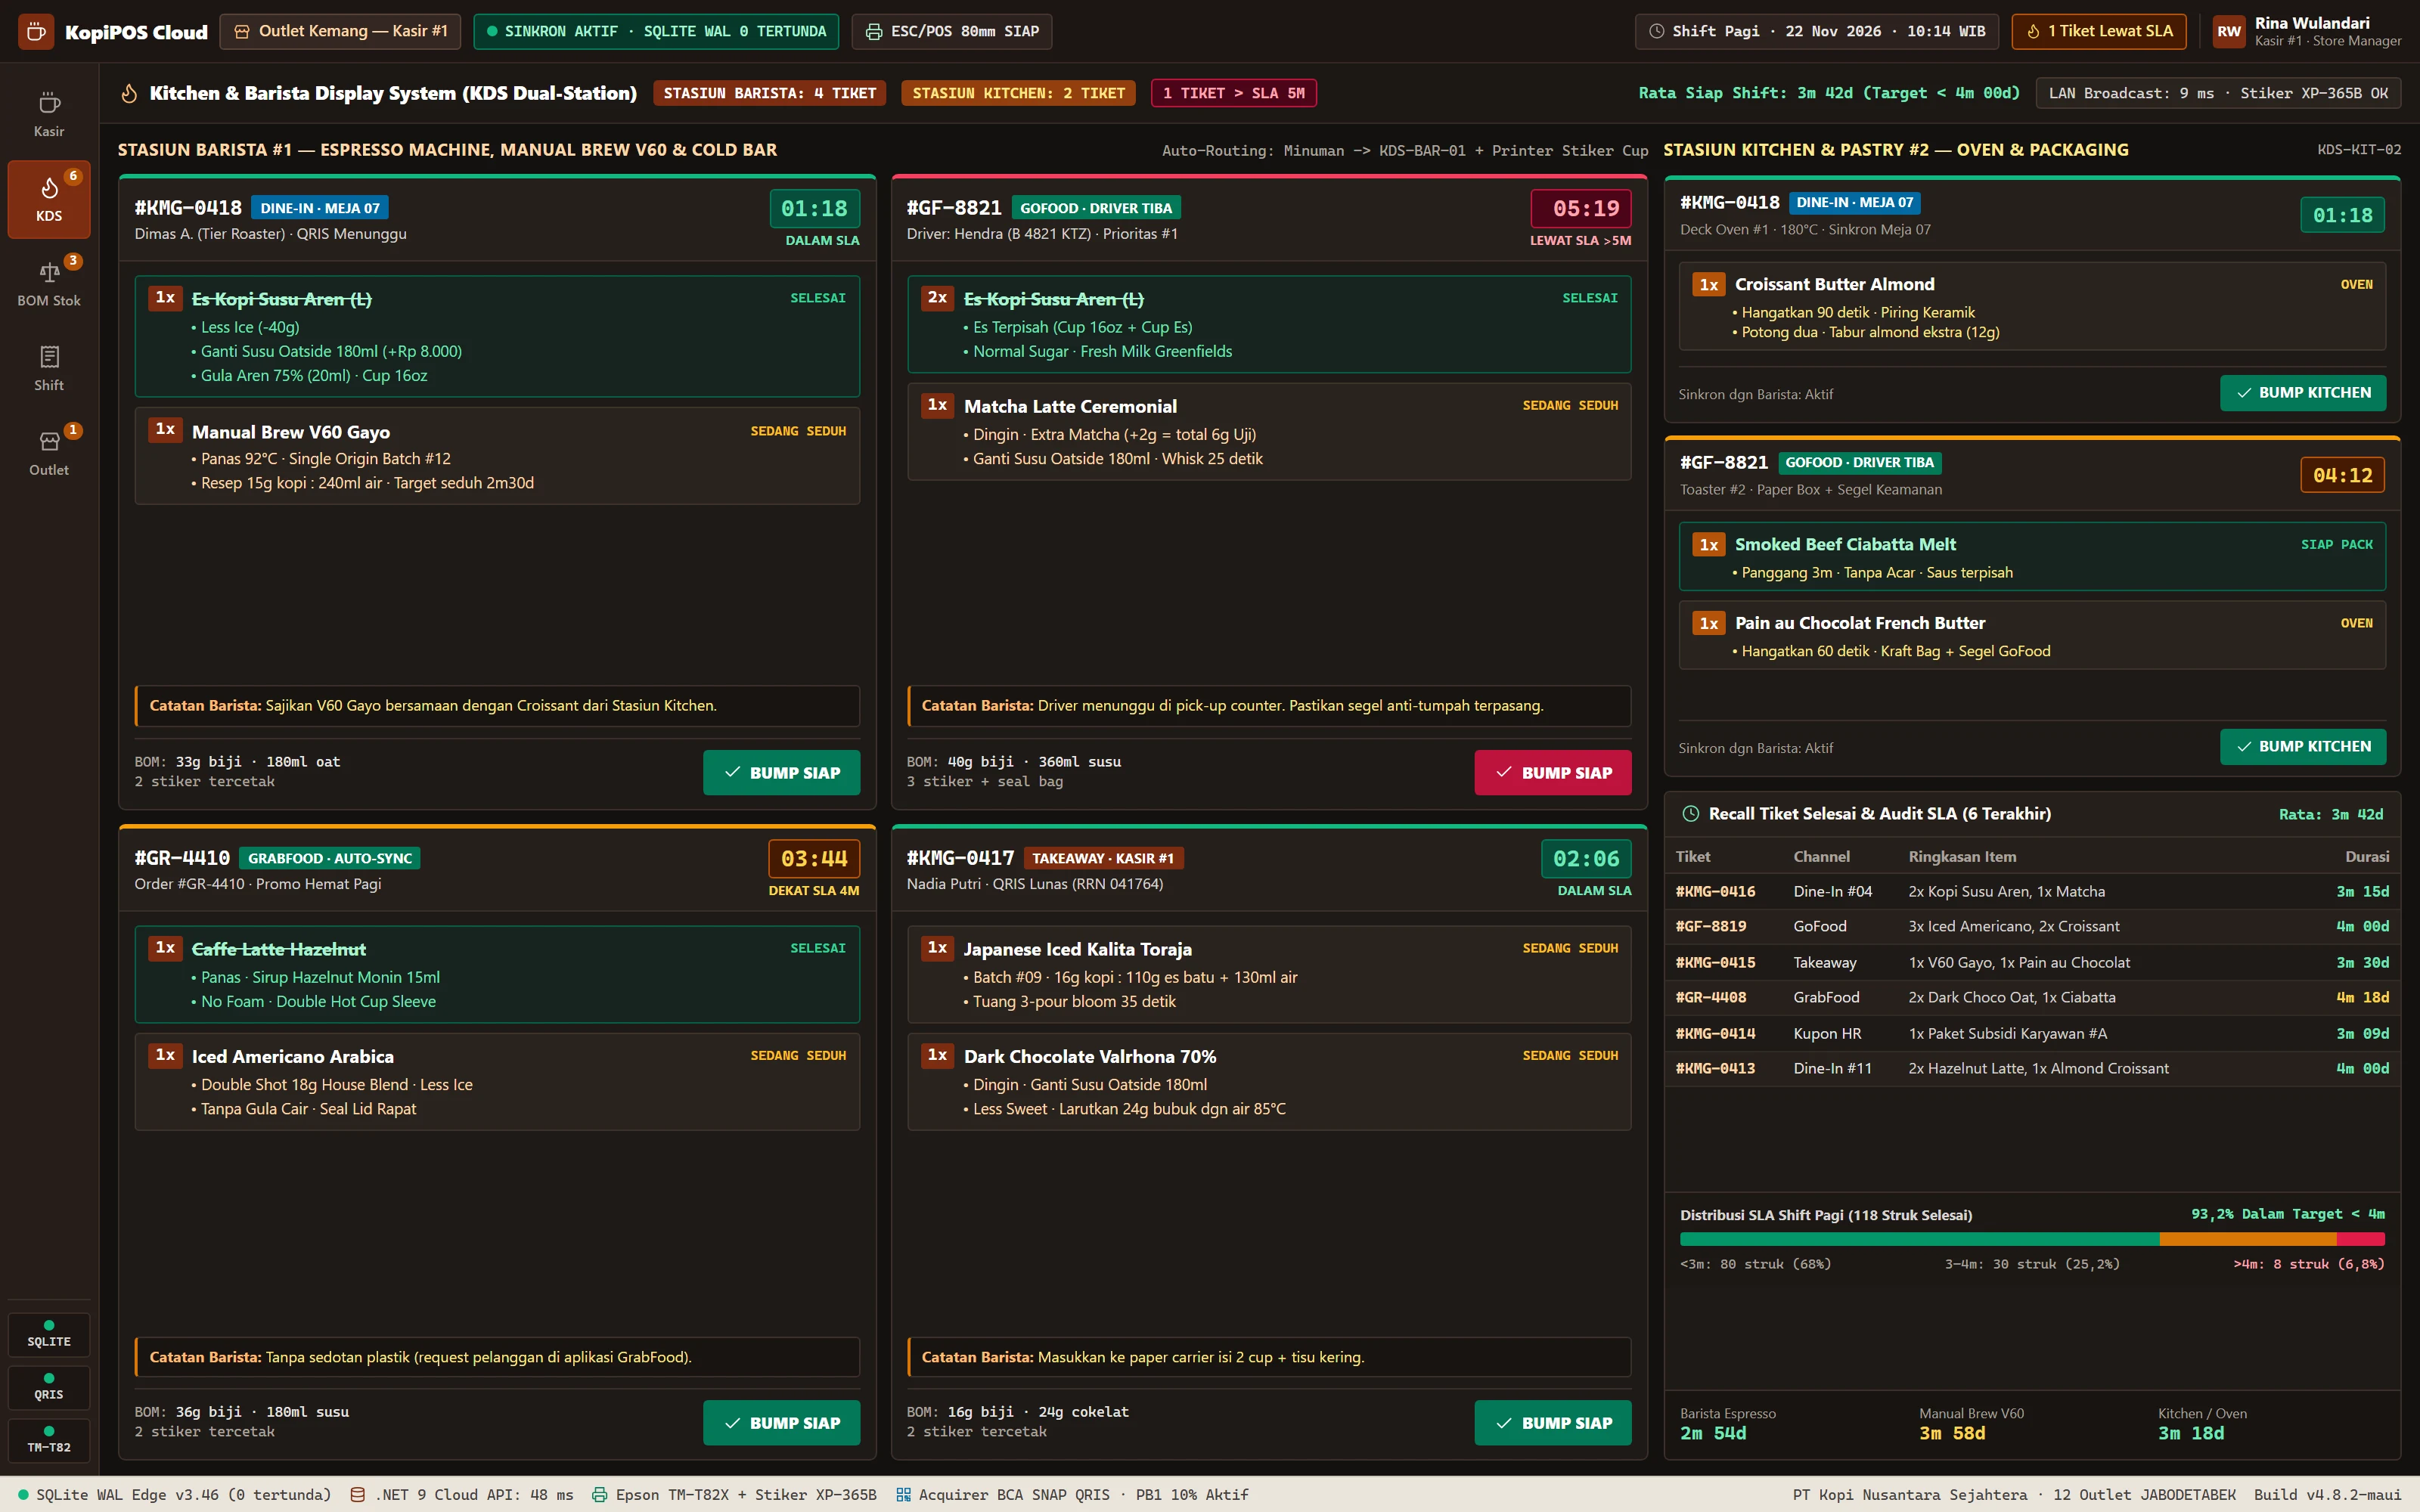 KopiPOS Cloud
Outlet Kemang — Kasir #1
SINKRON AKTIF · SQLITE WAL 0 TERTUNDA
ESC/POS 80mm SIAP
Shift Pagi · 22 Nov 2026 · 10:14 WIB
1 Tiket Lewat SLA
RW
Rina Wulandari
Kasir #1 · Store Manager
Kasir
6
KDS
3
BOM Stok
Shift
1
Outlet
SQLITE
QRIS
TM-T82
Kitchen & Barista Display System (KDS Dual-Station)
STASIUN BARISTA: 4 TIKET
STASIUN KITCHEN: 2 TIKET
1 TIKET > SLA 5M
Rata Siap Shift: 3m 42d (Target < 4m 00d)
LAN Broadcast: 9 ms · Stiker XP-365B OK
STASIUN BARISTA #1 — ESPRESSO MACHINE, MANUAL BREW V60 & COLD BAR
Auto-Routing: Minuman -> KDS-BAR-01 + Printer Stiker Cup
#KMG-0418
DINE-IN · MEJA 07
01:18
Dimas A. (Tier Roaster) · QRIS Menunggu
DALAM SLA
1x
Es Kopi Susu Aren (L)
SELESAI
• Less Ice (-40g)
• Ganti Susu Oatside 180ml (+Rp 8.000)
• Gula Aren 75% (20ml) · Cup 16oz
1x
Manual Brew V60 Gayo
SEDANG SEDUH
• Panas 92°C · Single Origin Batch #12
• Resep 15g kopi : 240ml air · Target seduh 2m30d
Catatan Barista: Sajikan V60 Gayo bersamaan dengan Croissant dari Stasiun Kitchen.
BOM: 33g biji · 180ml oat
2 stiker tercetak
BUMP SIAP
#GF-8821
GOFOOD · DRIVER TIBA
05:19
Driver: Hendra (B 4821 KTZ) · Prioritas #1
LEWAT SLA >5M
2x
Es Kopi Susu Aren (L)
SELESAI
• Es Terpisah (Cup 16oz + Cup Es)
• Normal Sugar · Fresh Milk Greenfields
1x
Matcha Latte Ceremonial
SEDANG SEDUH
• Dingin · Extra Matcha (+2g = total 6g Uji)
• Ganti Susu Oatside 180ml · Whisk 25 detik
Catatan Barista: Driver menunggu di pick-up counter. Pastikan segel anti-tumpah terpasang.
BOM: 40g biji · 360ml susu
3 stiker + seal bag
BUMP SIAP
#GR-4410
GRABFOOD · AUTO-SYNC
03:44
Order #GR-4410 · Promo Hemat Pagi
DEKAT SLA 4M
1x
Caffe Latte Hazelnut
SELESAI
• Panas · Sirup Hazelnut Monin 15ml
• No Foam · Double Hot Cup Sleeve
1x
Iced Americano Arabica
SEDANG SEDUH
• Double Shot 18g House Blend · Less Ice
• Tanpa Gula Cair · Seal Lid Rapat
Catatan Barista: Tanpa sedotan plastik (request pelanggan di aplikasi GrabFood).
BOM: 36g biji · 180ml susu
2 stiker tercetak
BUMP SIAP
#KMG-0417
TAKEAWAY · KASIR #1
02:06
Nadia Putri · QRIS Lunas (RRN 041764)
DALAM SLA
1x
Japanese Iced Kalita Toraja
SEDANG SEDUH
• Batch #09 · 16g kopi : 110g es batu + 130ml air
• Tuang 3-pour bloom 35 detik
1x
Dark Chocolate Valrhona 70%
SEDANG SEDUH
• Dingin · Ganti Susu Oatside 180ml
• Less Sweet · Larutkan 24g bubuk dgn air 85°C
Catatan Barista: Masukkan ke paper carrier isi 2 cup + tisu kering.
BOM: 16g biji · 24g cokelat
2 stiker tercetak
BUMP SIAP
STASIUN KITCHEN & PASTRY #2 — OVEN & PACKAGING
KDS-KIT-02
#KMG-0418
DINE-IN · MEJA 07
01:18
Deck Oven #1 · 180°C · Sinkron Meja 07
1x
Croissant Butter Almond
OVEN
• Hangatkan 90 detik · Piring Keramik
• Potong dua · Tabur almond ekstra (12g)
Sinkron dgn Barista: Aktif
BUMP KITCHEN
#GF-8821
GOFOOD · DRIVER TIBA
04:12
Toaster #2 · Paper Box + Segel Keamanan
1x
Smoked Beef Ciabatta Melt
SIAP PACK
• Panggang 3m · Tanpa Acar · Saus terpisah
1x
Pain au Chocolat French Butter
OVEN
• Hangatkan 60 detik · Kraft Bag + Segel GoFood
Sinkron dgn Barista: Aktif
BUMP KITCHEN
Recall Tiket Selesai & Audit SLA (6 Terakhir)
Rata: 3m 42d
Tiket Channel Ringkasan Item Durasi
#KMG-0416 Dine-In #04 2x Kopi Susu Aren, 1x Matcha 3m 15d
#GF-8819 GoFood 3x Iced Americano, 2x Croissant 4m 00d
#KMG-0415 Takeaway 1x V60 Gayo, 1x Pain au Chocolat 3m 30d
#GR-4408 GrabFood 2x Dark Choco Oat, 1x Ciabatta 4m 18d
#KMG-0414 Kupon HR 1x Paket Subsidi Karyawan #A 3m 09d
#KMG-0413 Dine-In #11 2x Hazelnut Latte, 1x Almond Croissant 4m 00d
Distribusi SLA Shift Pagi (118 Struk Selesai)
93,2% Dalam Target < 4m
<3m: 80 struk (68%)
3-4m: 30 struk (25,2%)
>4m: 8 struk (6,8%)
Barista Espresso
2m 54d
Manual Brew V60
3m 58d
Kitchen / Oven
3m 18d
SQLite WAL Edge v3.46 (0 tertunda)
.NET 9 Cloud API: 48 ms
Epson TM-T82X + Stiker XP-365B
Acquirer BCA SNAP QRIS · PB1 10% Aktif
PT Kopi Nusantara Sejahtera · 12 Outlet JABODETABEK
Build v4.8.2-maui